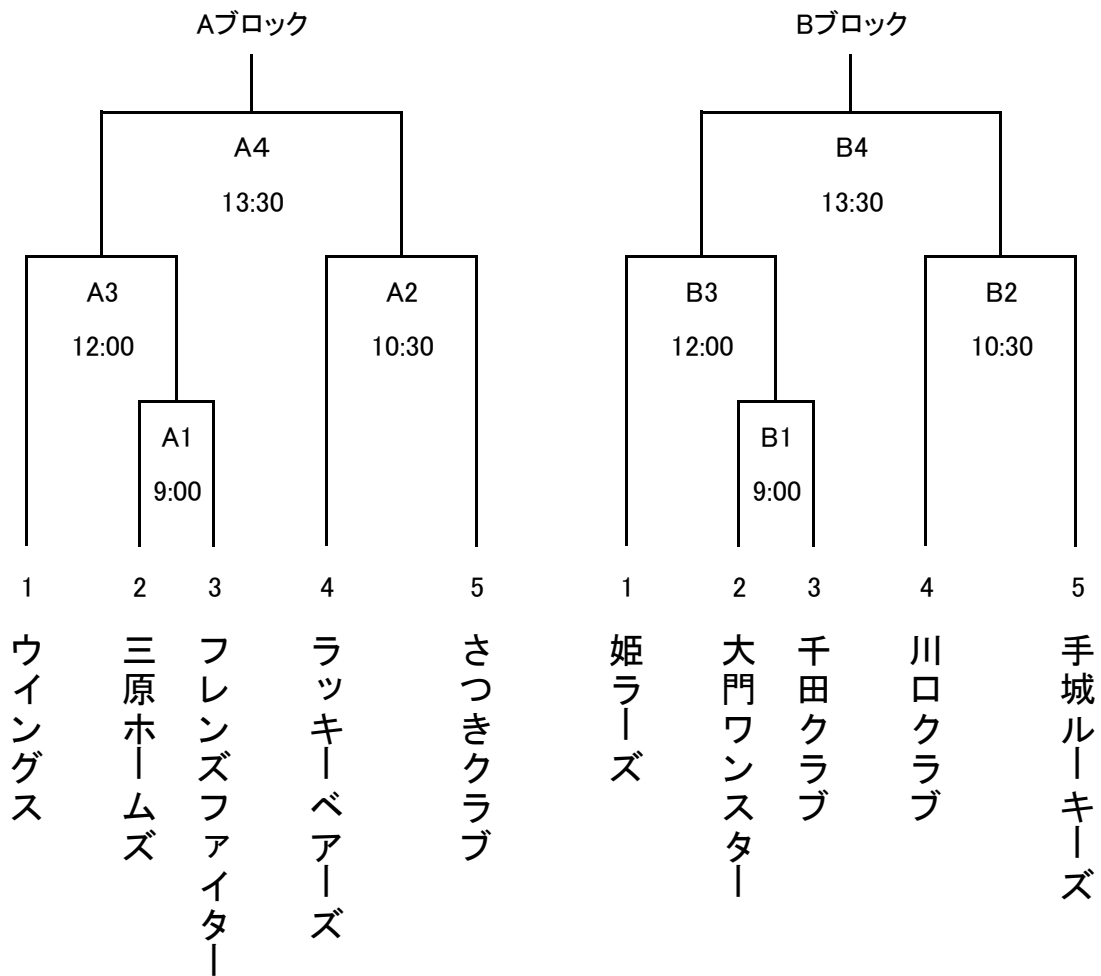 Aブロック
Bブロック
A4
13:30
B4
13:30
A3
12:00
A2
10:30
B3
12:00
B2
10:30
A1
9:00
B1
9:00
1
2
3
4
5
1
2
3
4
5
ウイングス
三原ホームズ
フレンズファイター
ラッキーベアーズ
さつきクラブ
姫ラーズ
大門ワンスター
千田クラブ
川口クラブ
手城ルーキーズ